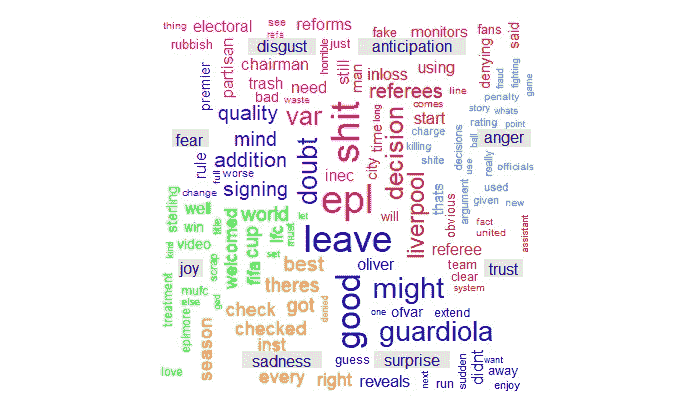 thing electoral see reforms fake monitors fans said
refs
rubbish disgust just anticipation
partisan chairman horrible still man inloss using denying fraud fighting game
premier trash need referees line
bad waste
quality var shit decision start comes penalty
story whats
fear mind doubt time long charge rating point anger
rule addition city killing decisions ball
full worse inec shite really officials
change signing epl thats argument use used
sterling well world will liverpool obvious given new
win title welcomed cup lfc must let leave fact
video fifa set referee united assistant
kind scrap best oliver team
joy theres might clear trust
treatment mufc else got good system
eplmore ged check denied one ofvar extend
checked guardiola
season inst
sadness guess surprise didnt want away
love every right reveals next run sudden enjoy